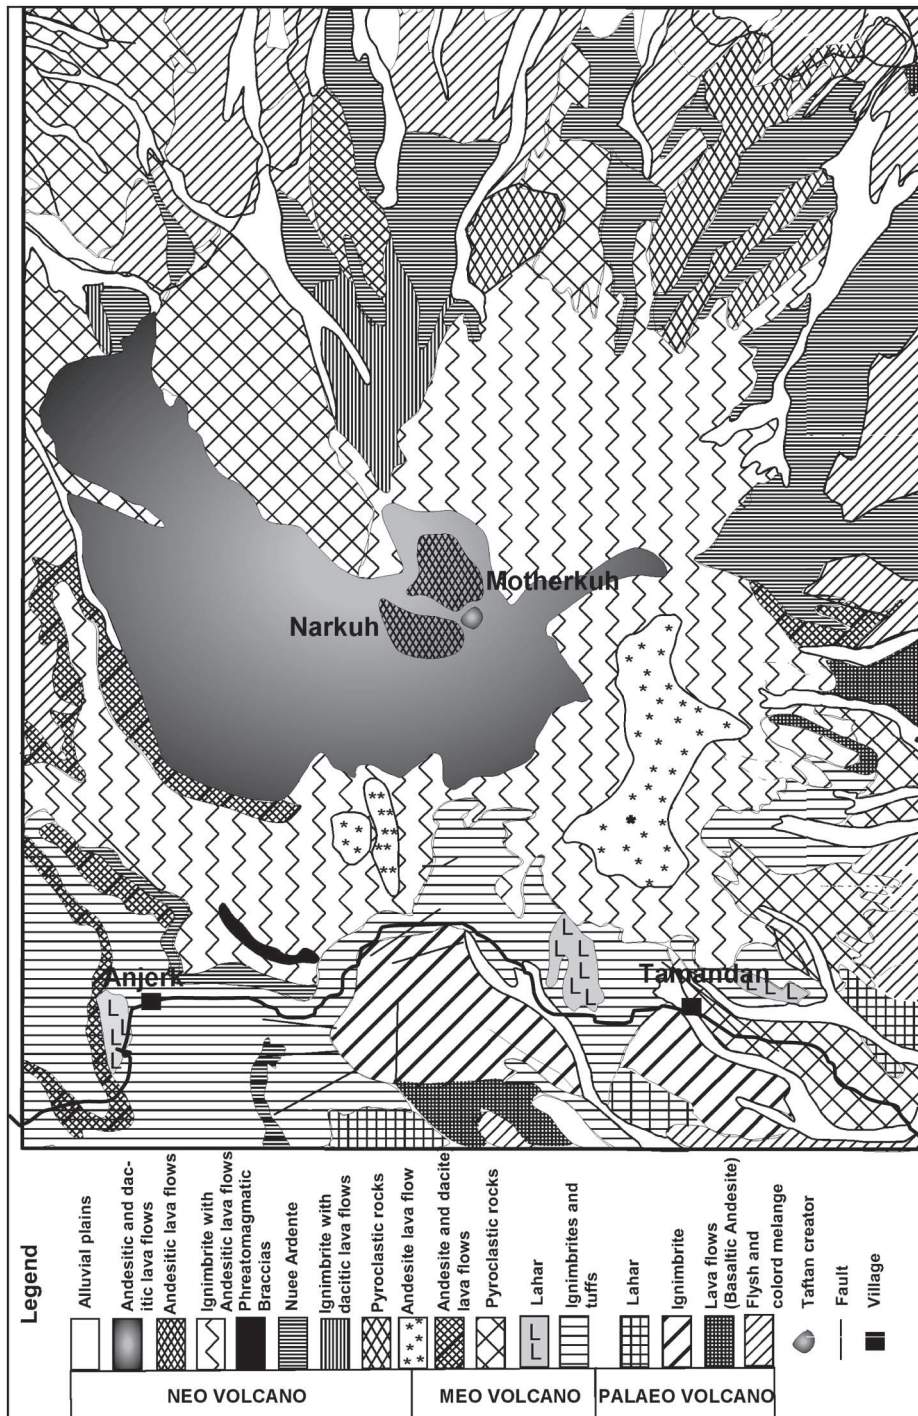 Motherkuh
Narkuh
Anjerk
Tamandan
L L L L
L L L L L L L
L L L
Legend
Alluvial plains
Andesitic and dac-
itic lava flows
Andesitic lava flows
Ignimbrite with
Andesitic lava flows
Phreatomagmatic
Braccias
Nuee Ardente
Ignimbrite with
dacitic lava flows
Pyroclastic rocks
Andesite lava flow
Andesite and dacite
lava flows
Pyroclastic rocks
Lahar
L L
Ignimbrites and
tuffs
Lahar
Ignimbrite
Lava flows
(Basaltic Andesite)
Flysh and
colord melange
Taftan creator
Fault
Village
NEO VOLCANO
MEO VOLCANO
PALAEO VOLCANO